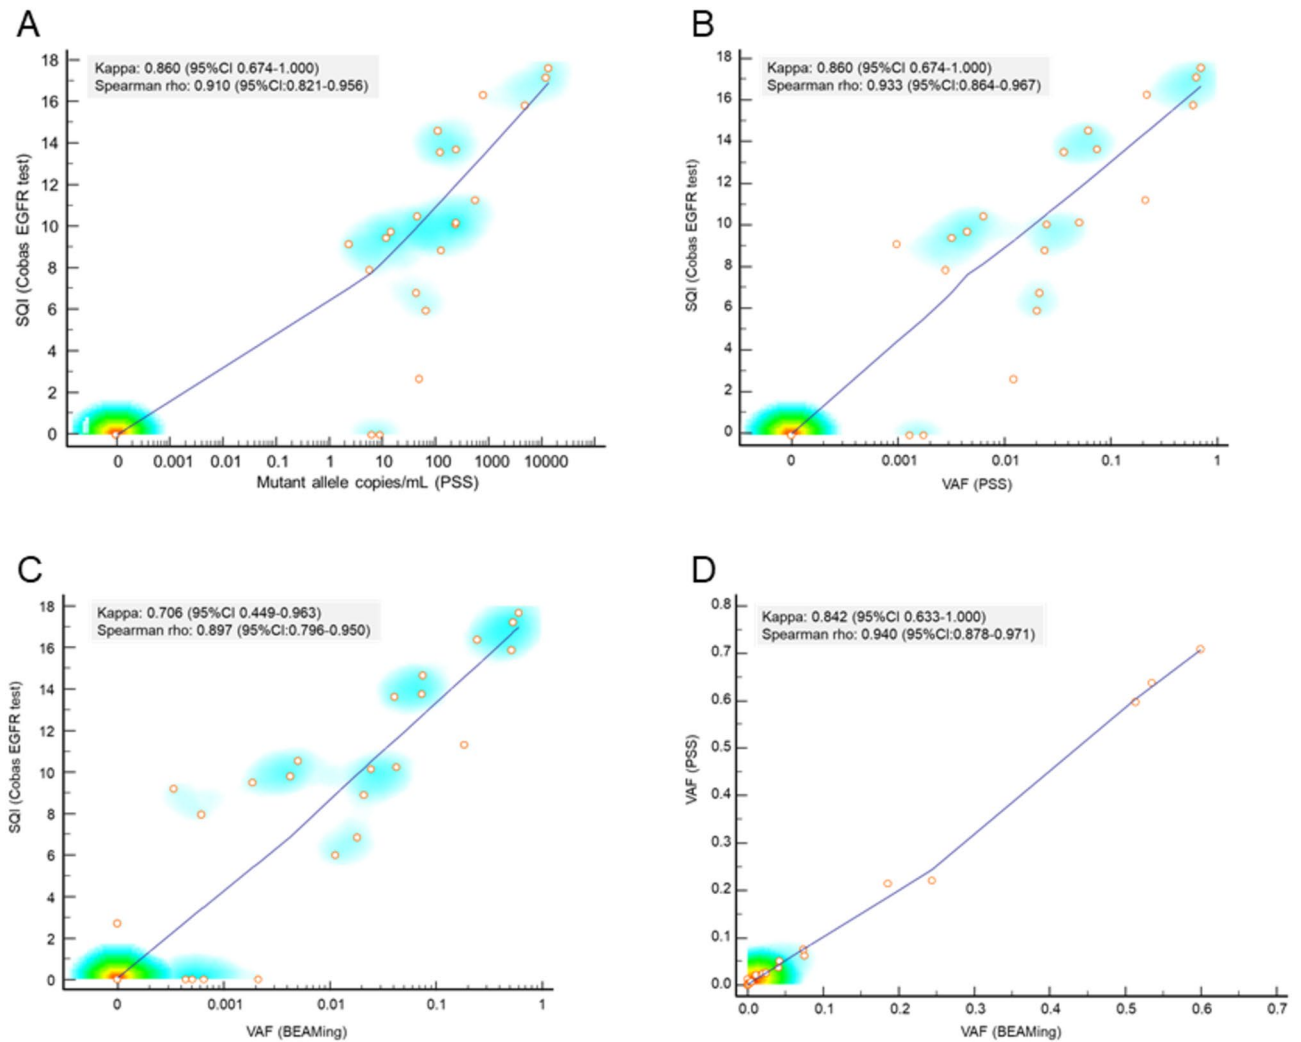 A
Kappa: 0.860 (95%CI 0.674-1.000)
Spearman rho: 0.910 (95%CI:0.821-0.956)
SQI (Cobas EGFR test)
18
16
14
12
10
8
6
4
2
0
0 0.001 0.01 0.1 1 10 100 1000 10000
Mutant allele copies/mL (PSS)
B
Kappa: 0.860 (95%CI 0.674-1.000)
Spearman rho: 0.933 (95%CI:0.864-0.967)
SQI (Cobas EGFR test)
18
16
14
12
10
8
6
4
2
0
0 0.001 0.01 0.1 1
VAF (PSS)
C
Kappa: 0.706 (95%CI 0.449-0.963)
Spearman rho: 0.897 (95%CI:0.796-0.950)
SQI (Cobas EGFR test)
18
16
14
12
10
8
6
4
2
0
0 0.001 0.01 0.1 1
VAF (BEAMing)
D
Kappa: 0.842 (95%CI 0.633-1.000)
Spearman rho: 0.940 (95%CI:0.878-0.971)
VAF (PSS)
0.8
0.7
0.6
0.5
0.4
0.3
0.2
0.1
0.0
0.0 0.1 0.2 0.3 0.4 0.5 0.6 0.7
VAF (BEAMing)